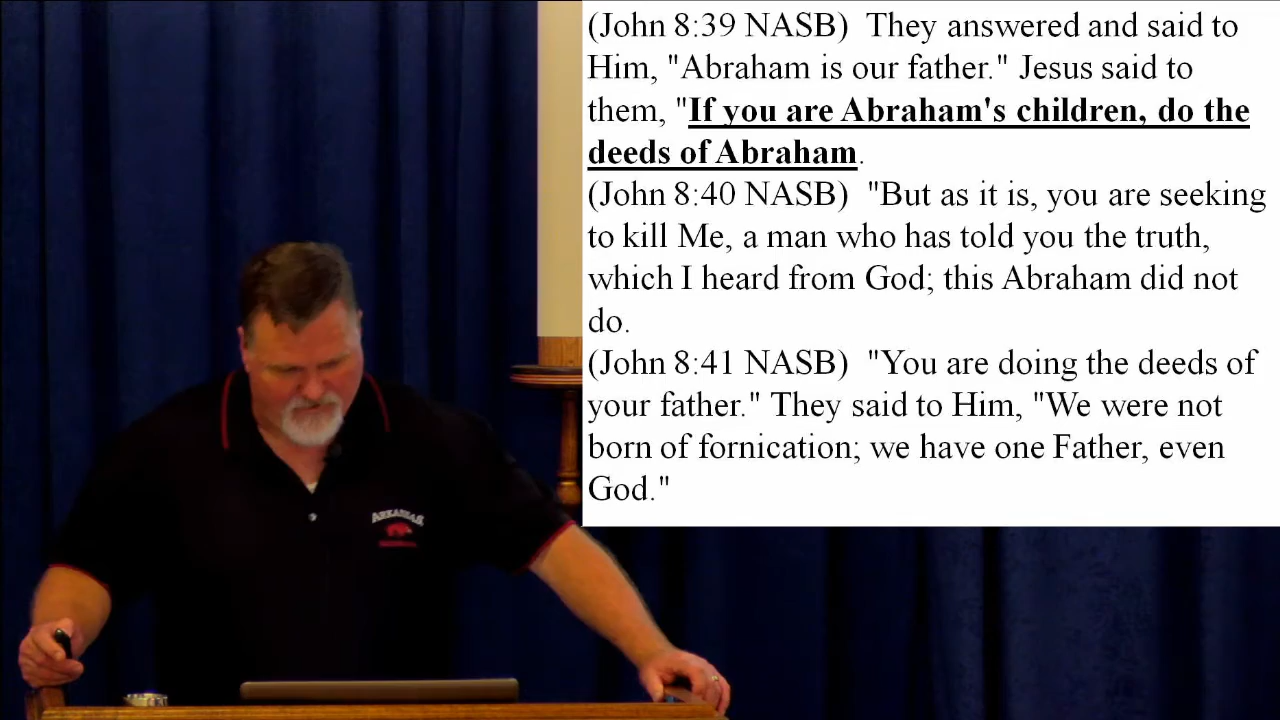 (John 8:39 NASB)  They answered and said to
Him, "Abraham is our father." Jesus said to
them, "If you are Abraham's children, do the
deeds of Abraham.
(John 8:40 NASB)  "But as it is, you are seeking
to kill Me, a man who has told you the truth,
which I heard from God; this Abraham did not
do.
(John 8:41 NASB)  "You are doing the deeds of
your father." They said to Him, "We were not
born of fornication; we have one Father, even
God."
ARKANSAS